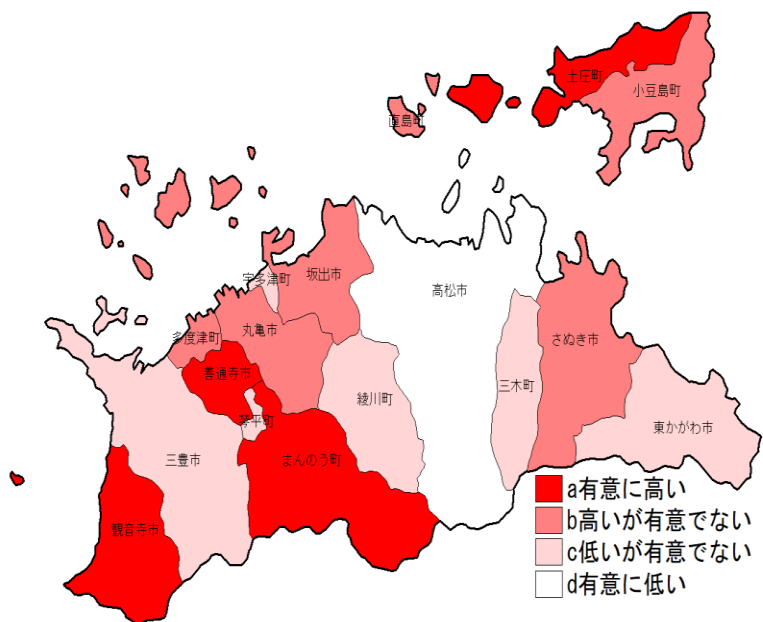 土庄町
小豆島町
直島町
宇多津町
坂出市
高松市
多度津町
丸亀市
さぬき市
善通寺市
三木町
綾川町
琴平町
東かがわ市
三豊市
まんのう町
観音寺市
a有意に高い
b高いが有意でない
c低いが有意でない
d有意に低い